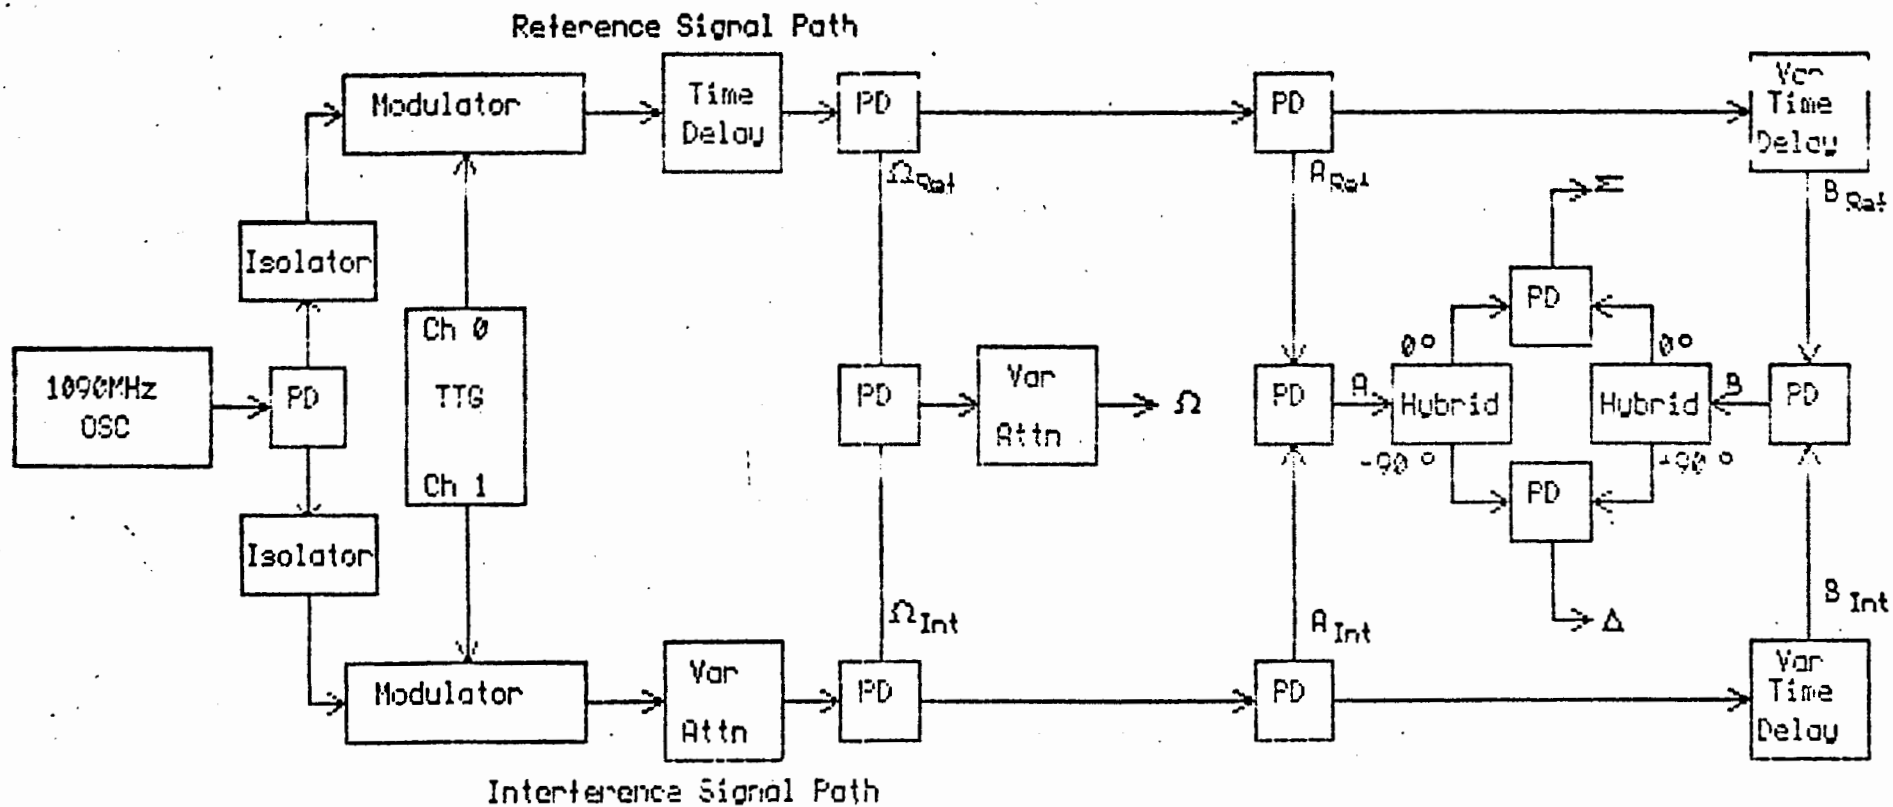 Reference Signal Path
Modulator
Time
Delay
PD
PD
Var
Time
Delay
Ω Ref
A Ref
B Ref
Σ
Isolator
PD
Ch 0
TTG
Ch 1
0°
0°
1090MHz
OSC
PD
PD
Var
Attn
Ω
PD
A
Hybrid
Hybrid
B
PD
-90°
-90°
PD
Isolator
Ω Int
A Int
Δ
B Int
Modulator
Var
Attn
PD
PD
Var
Time
Delay
Interference Signal Path